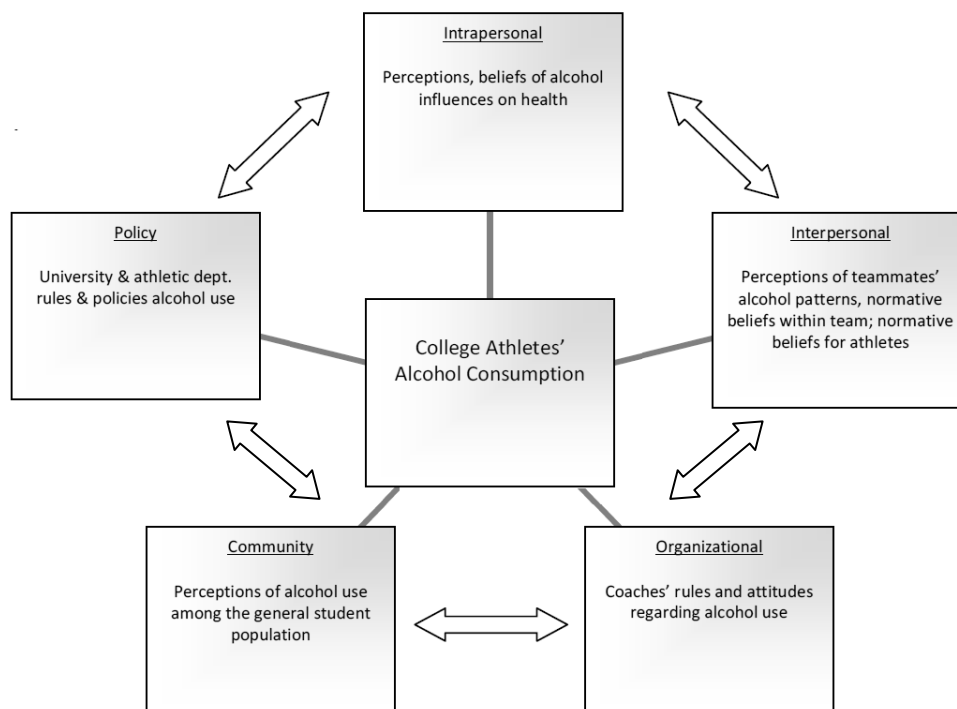 Intrapersonal
Perceptions, beliefs of alcohol
influences on health
Policy
University & athletic dept.
rules & policies alcohol use
Interpersonal
Perceptions of teammates’
alcohol patterns, normative
beliefs within team; normative
beliefs for athletes
College Athletes’
Alcohol Consumption
Community
Perceptions of alcohol use
among the general student
population
Organizational
Coaches’ rules and attitudes
regarding alcohol use